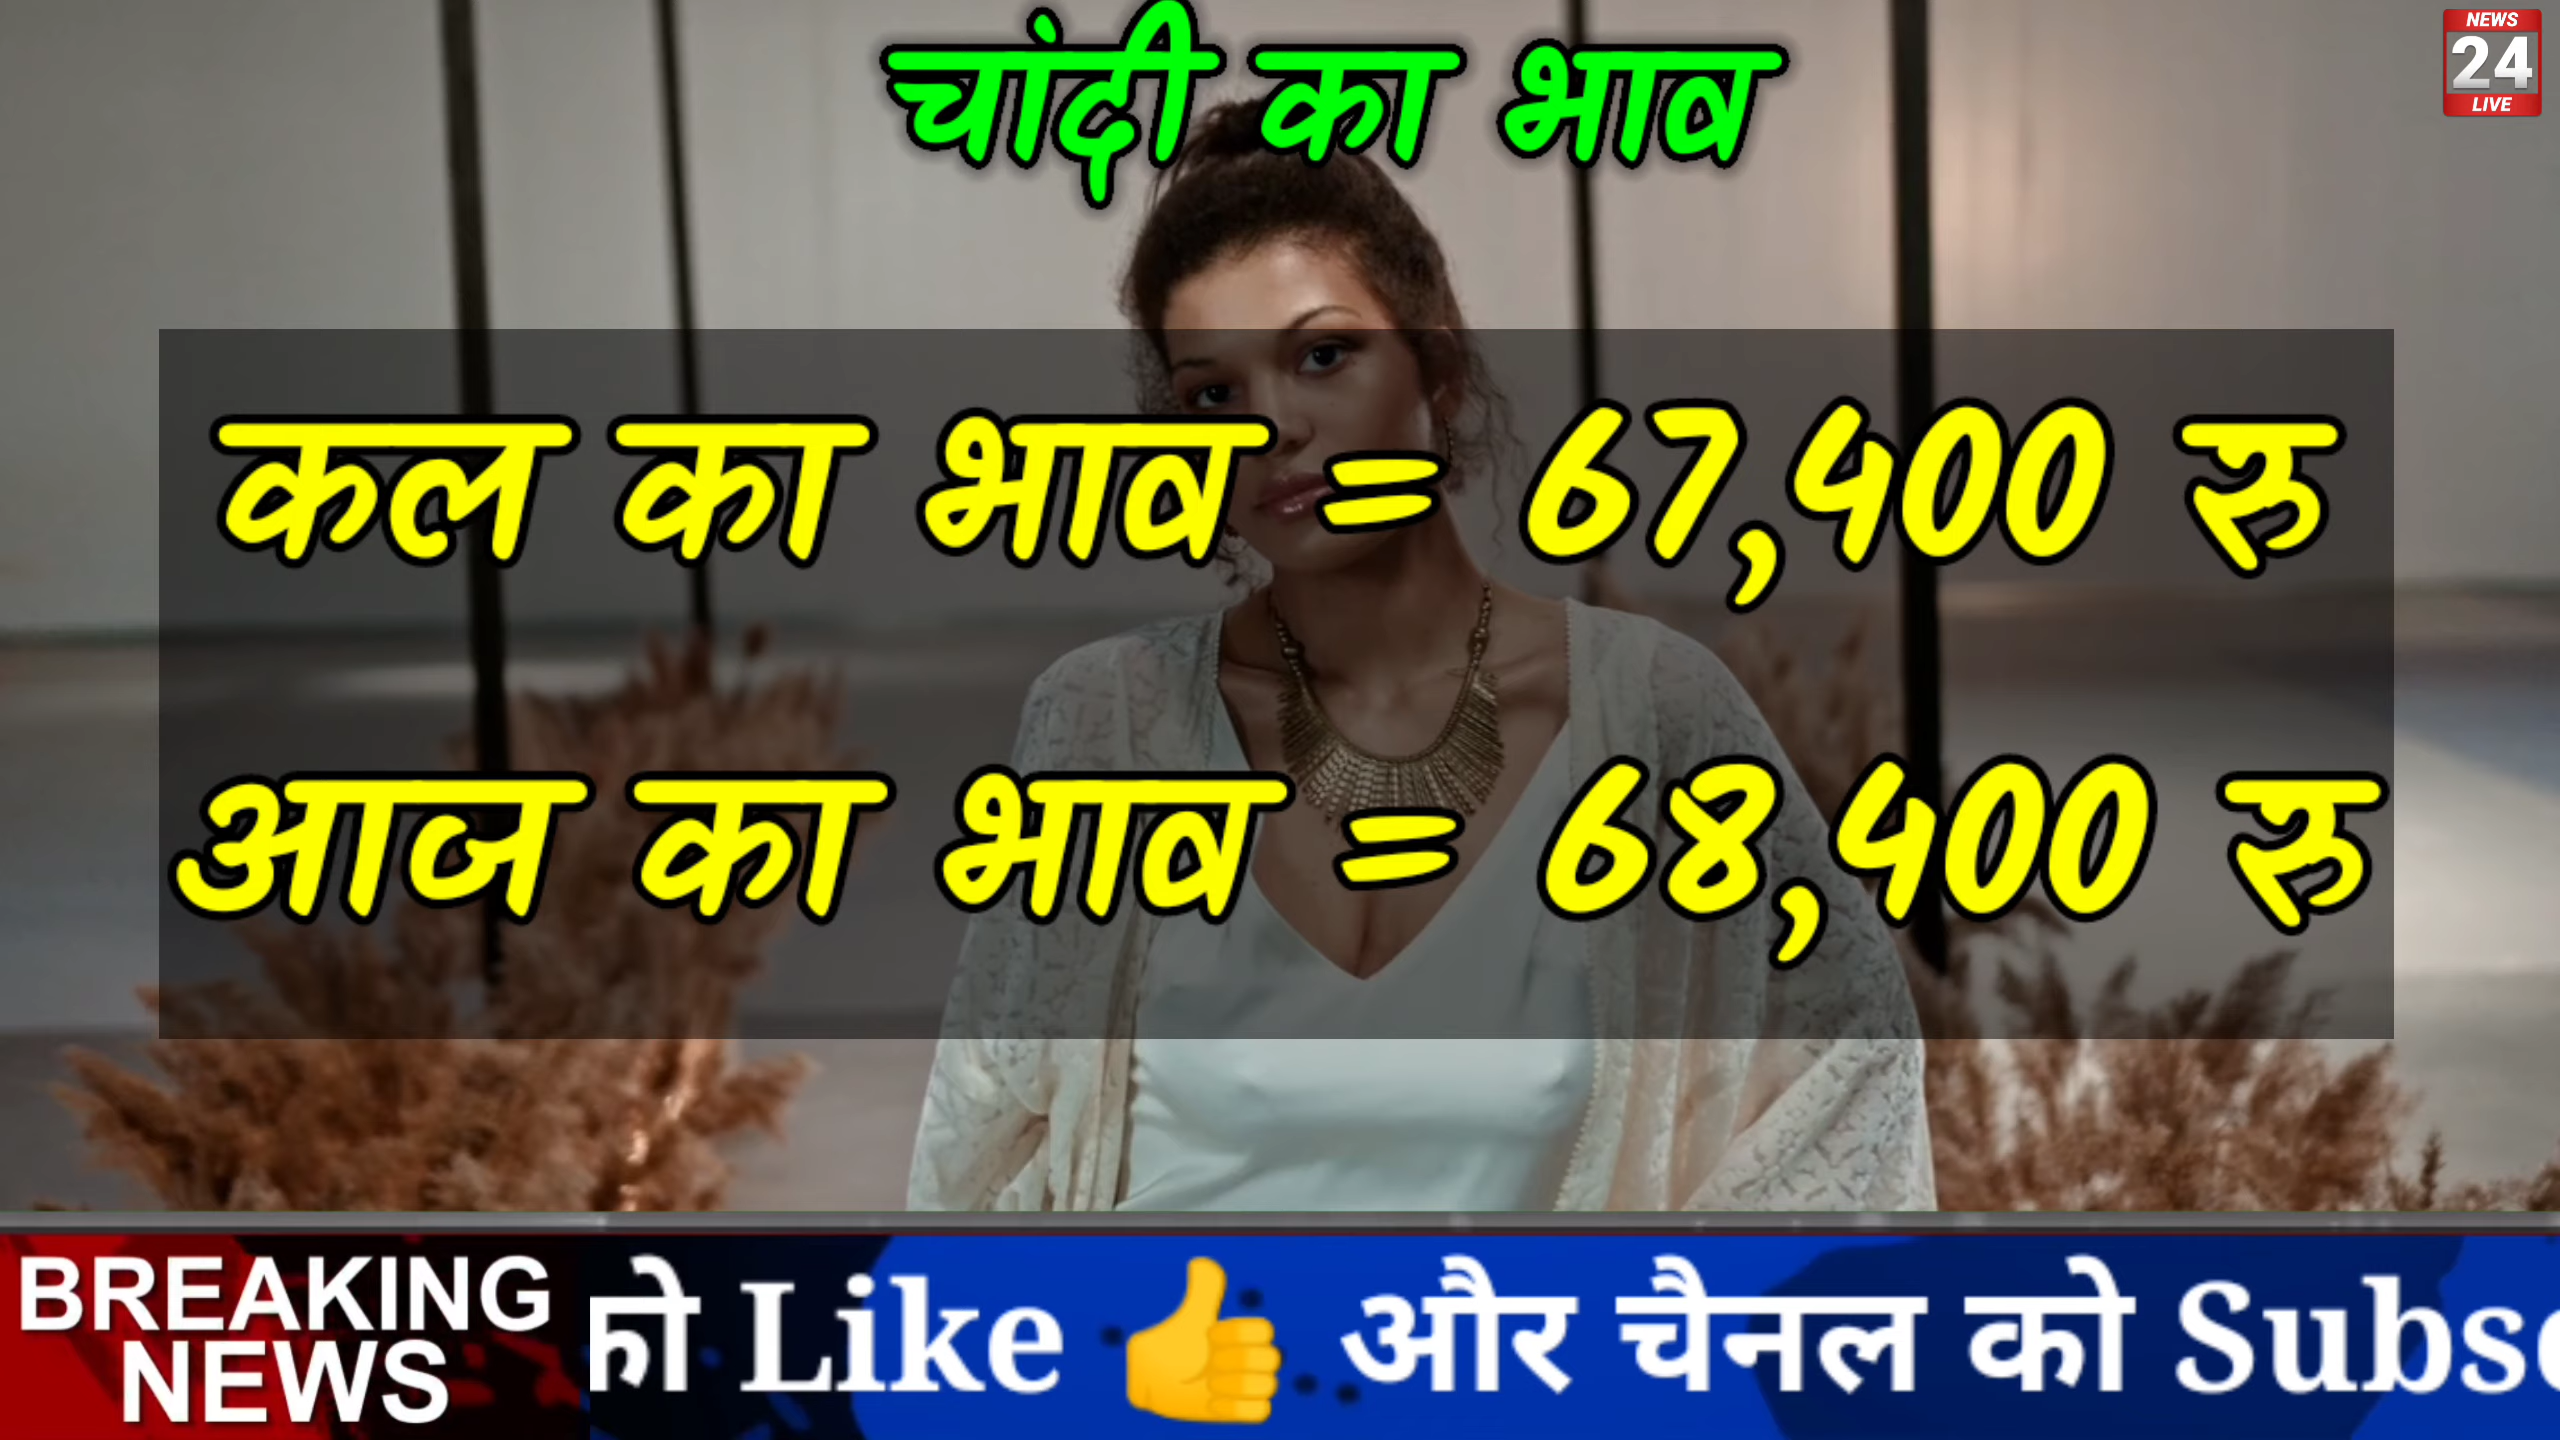 चांदी का भाव
NEWS
24
LIVE
कल का भाव = 67,400 रु
आज का भाव = 68,400 रु
BREAKING
NEWS
को Like 👍 और चैनल को